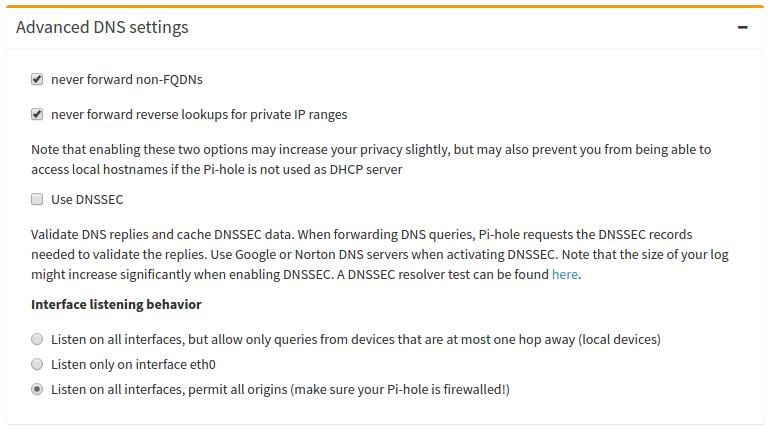 Advanced DNS settings
never forward non-FQDNs
never forward reverse lookups for private IP ranges
Note that enabling these two options may increase your privacy slightly, but may also prevent you from being able to
access local hostnames if the Pi-hole is not used as DHCP server
Use DNSSEC
Validate DNS replies and cache DNSSEC data. When forwarding DNS queries, Pi-hole requests the DNSSEC records
needed to validate the replies. Use Google or Norton DNS servers when activating DNSSEC. Note that the size of your log
might increase significantly when enabling DNSSEC. A DNSSEC resolver test can be found here.
Interface listening behavior
Listen on all interfaces, but allow only queries from devices that are at most one hop away (local devices)
Listen only on interface eth0
Listen on all interfaces, permit all origins (make sure your Pi-hole is firewalled!)